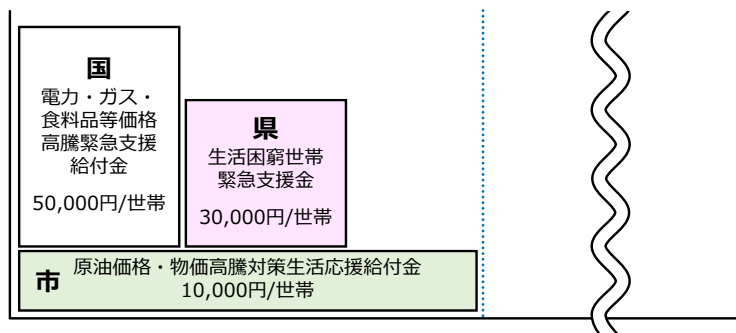 国
電力・ガス・
食料品等価格
高騰緊急支援
給付金
50,000円/世帯
県
生活困窮世帯
緊急支援金
30,000円/世帯
市
原油価格・物価高騰対策生活応援給付金
10,000円/世帯